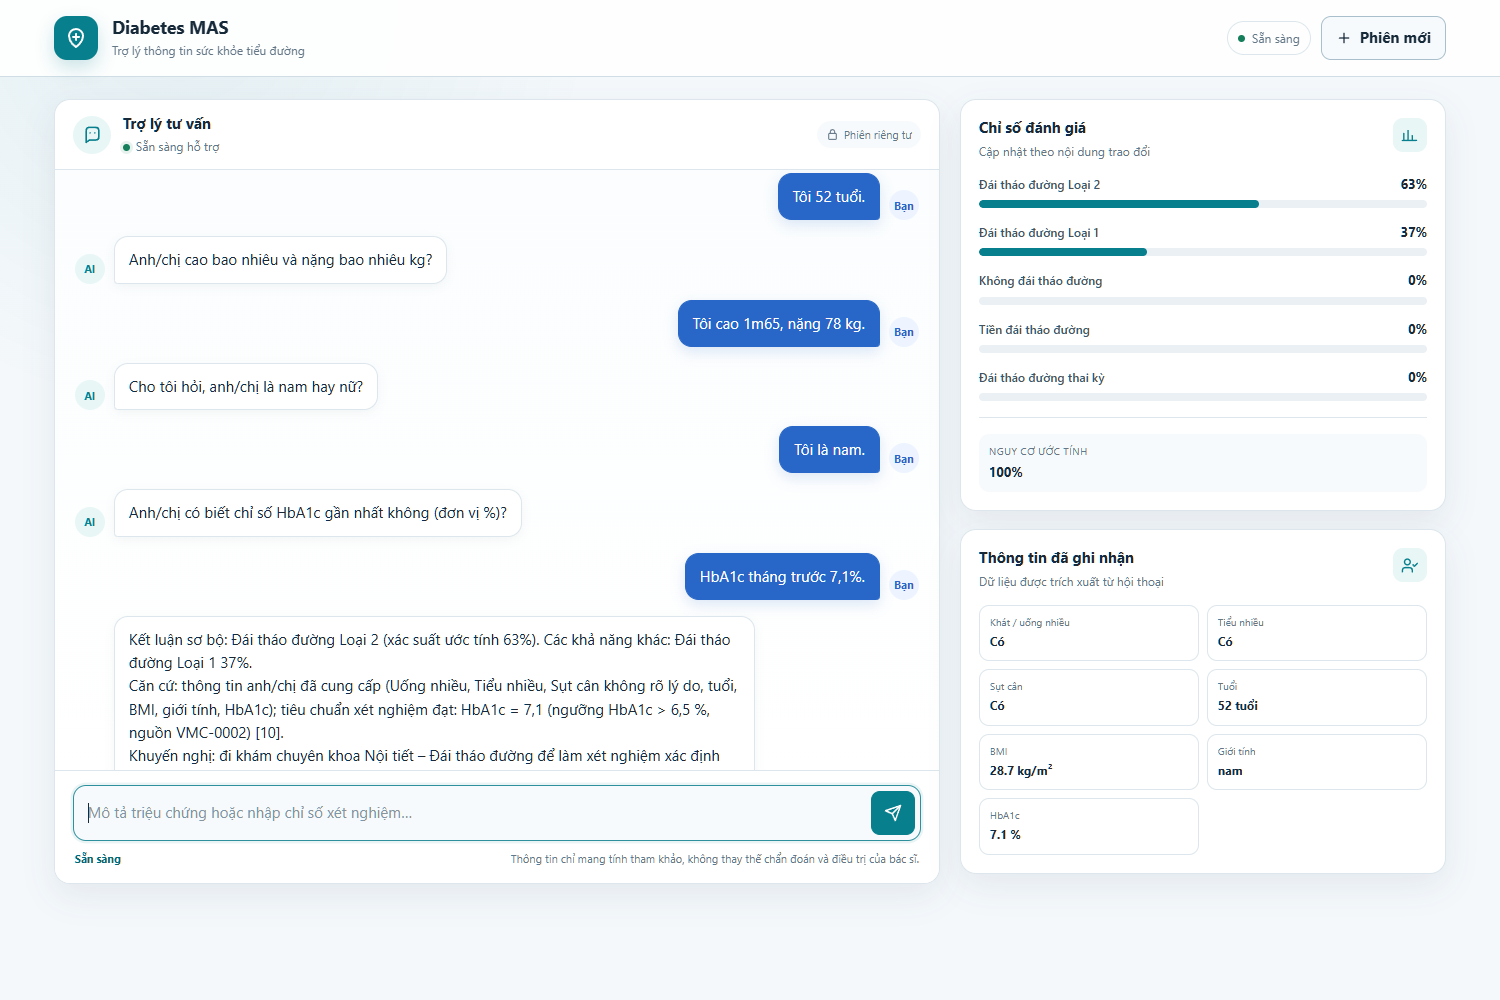 Diabetes MAS
Trợ lý thông tin sức khỏe tiểu đường
Sẵn sàng
Phiên mới
Trợ lý tư vấn
Sẵn sàng hỗ trợ
Phiên riêng tư
Tôi 52 tuổi.
Bạn
AI
Anh/chị cao bao nhiêu và nặng bao nhiêu kg?
Tôi cao 1m65, nặng 78 kg.
Bạn
AI
Cho tôi hỏi, anh/chị là nam hay nữ?
Tôi là nam.
Bạn
AI
Anh/chị có biết chỉ số HbA1c gần nhất không (đơn vị %)?
HbA1c tháng trước 7,1%.
Bạn
Kết luận sơ bộ: Đái tháo đường Loại 2 (xác suất ước tính 63%). Các khả năng khác: Đái tháo
đường Loại 1 37%.
Căn cứ: thông tin anh/chị đã cung cấp (Uống nhiều, Tiểu nhiều, Sụt cân không rõ lý do, tuổi,
BMI, giới tính, HbA1c); tiêu chuẩn xét nghiệm đạt: HbA1c = 7,1 (ngưỡng HbA1c > 6,5 %,
nguồn VMC-0002) [10].
Khuyến nghị: đi khám chuyên khoa Nội tiết – Đái tháo đường để làm xét nghiệm xác định
Mô tả triệu chứng hoặc nhập chỉ số xét nghiệm...
Sẵn sàng
Thông tin chỉ mang tính tham khảo, không thay thế chẩn đoán và điều trị của bác sĩ.
Chỉ số đánh giá
Cập nhật theo nội dung trao đổi
Đái tháo đường Loại 2 63%
Đái tháo đường Loại 1 37%
Không đái tháo đường 0%
Tiền đái tháo đường 0%
Đái tháo đường thai kỳ 0%
NGUY CƠ ƯỚC TÍNH
100%
Thông tin đã ghi nhận
Dữ liệu được trích xuất từ hội thoại
Khát / uống nhiều
Có
Tiểu nhiều
Có
Sụt cân
Có
Tuổi
52 tuổi
BMI
28.7 kg/m²
Giới tính
nam
HbA1c
7.1 %